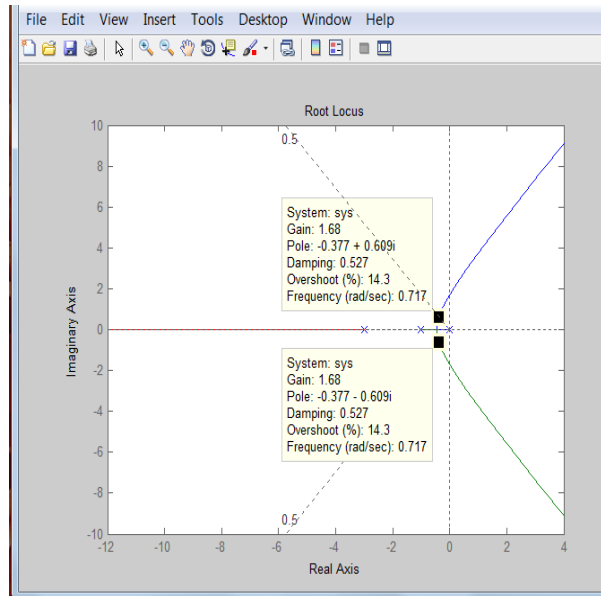 File Edit View Insert Tools Desktop Window Help
Root Locus
10
0.5
8
6
System: sys
Gain: 1.68
Pole: -0.377 + 0.609i
Damping: 0.527
Overshoot (%): 14.3
Frequency (rad/sec): 0.717
4
2
0
-2
-4
-6
-8
-10
Imaginary Axis
System: sys
Gain: 1.68
Pole: -0.377 - 0.609i
Damping: 0.527
Overshoot (%): 14.3
Frequency (rad/sec): 0.717
0.5
-12 -10 -8 -6 -4 -2 0 2 4
Real Axis